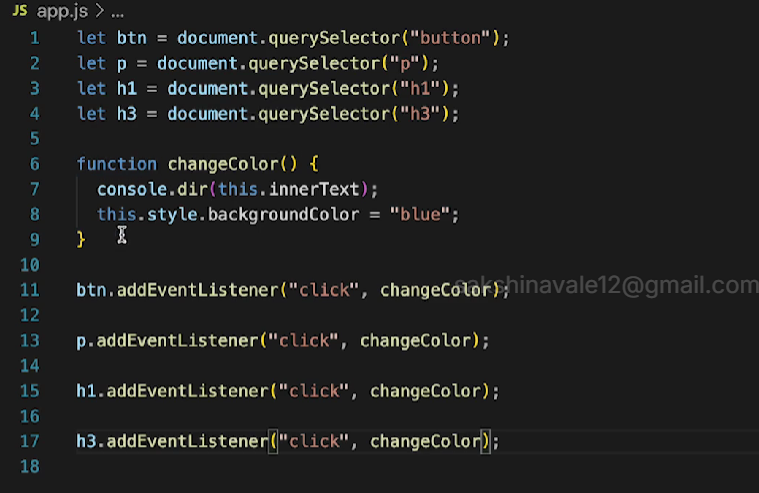 JS app.js > ...
1 let btn = document.querySelector("button");
2 let p = document.querySelector("p");
3 let h1 = document.querySelector("h1");
4 let h3 = document.querySelector("h3");
5
6 function changeColor() {
7   console.dir(this.innerText);
8   this.style.backgroundColor = "blue";
9 }
10
11 btn.addEventListener("click", changeColor);
sakshinavale12@gmail.com
12
13 p.addEventListener("click", changeColor);
14
15 h1.addEventListener("click", changeColor);
16
17 h3.addEventListener("click", changeColor);
18